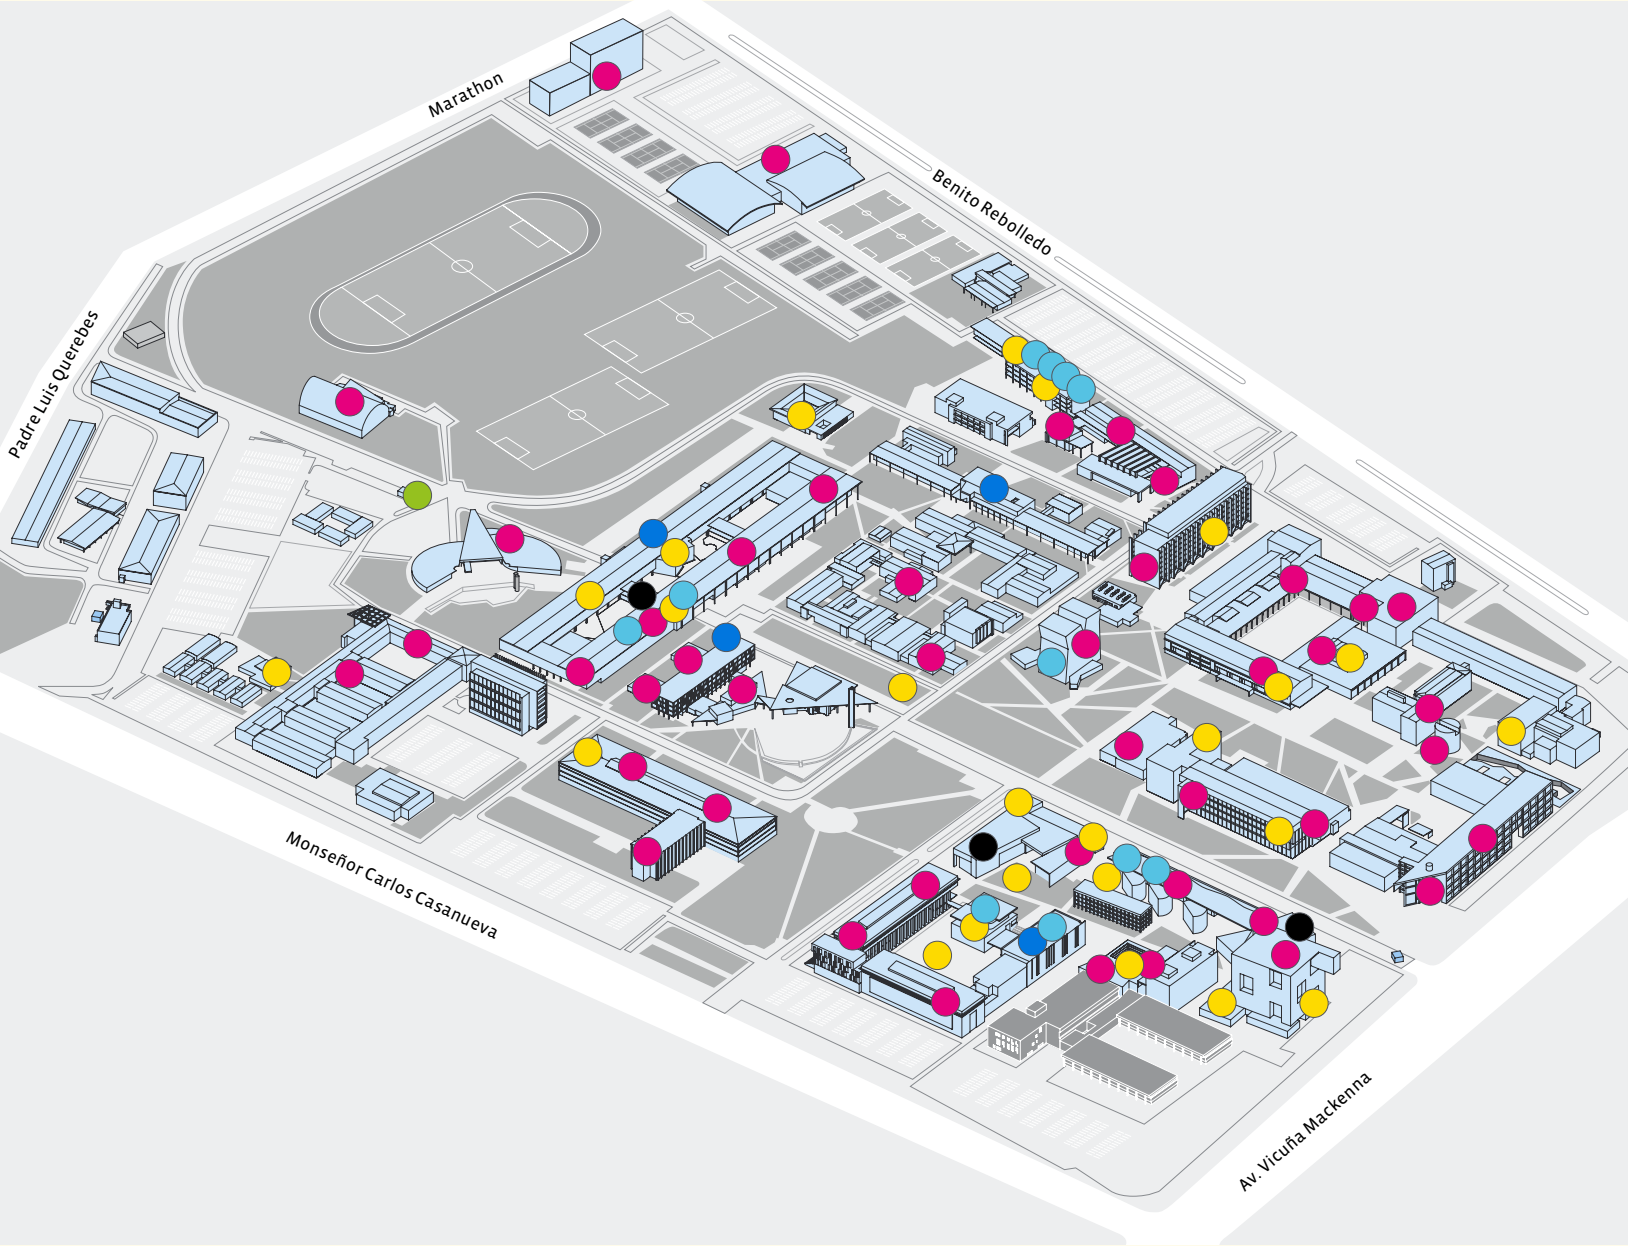 Marathon
Benito Rebolledo
Padre Luis Querebes
Monseñor Carlos Casanueva
Av. Vicuña Mackenna